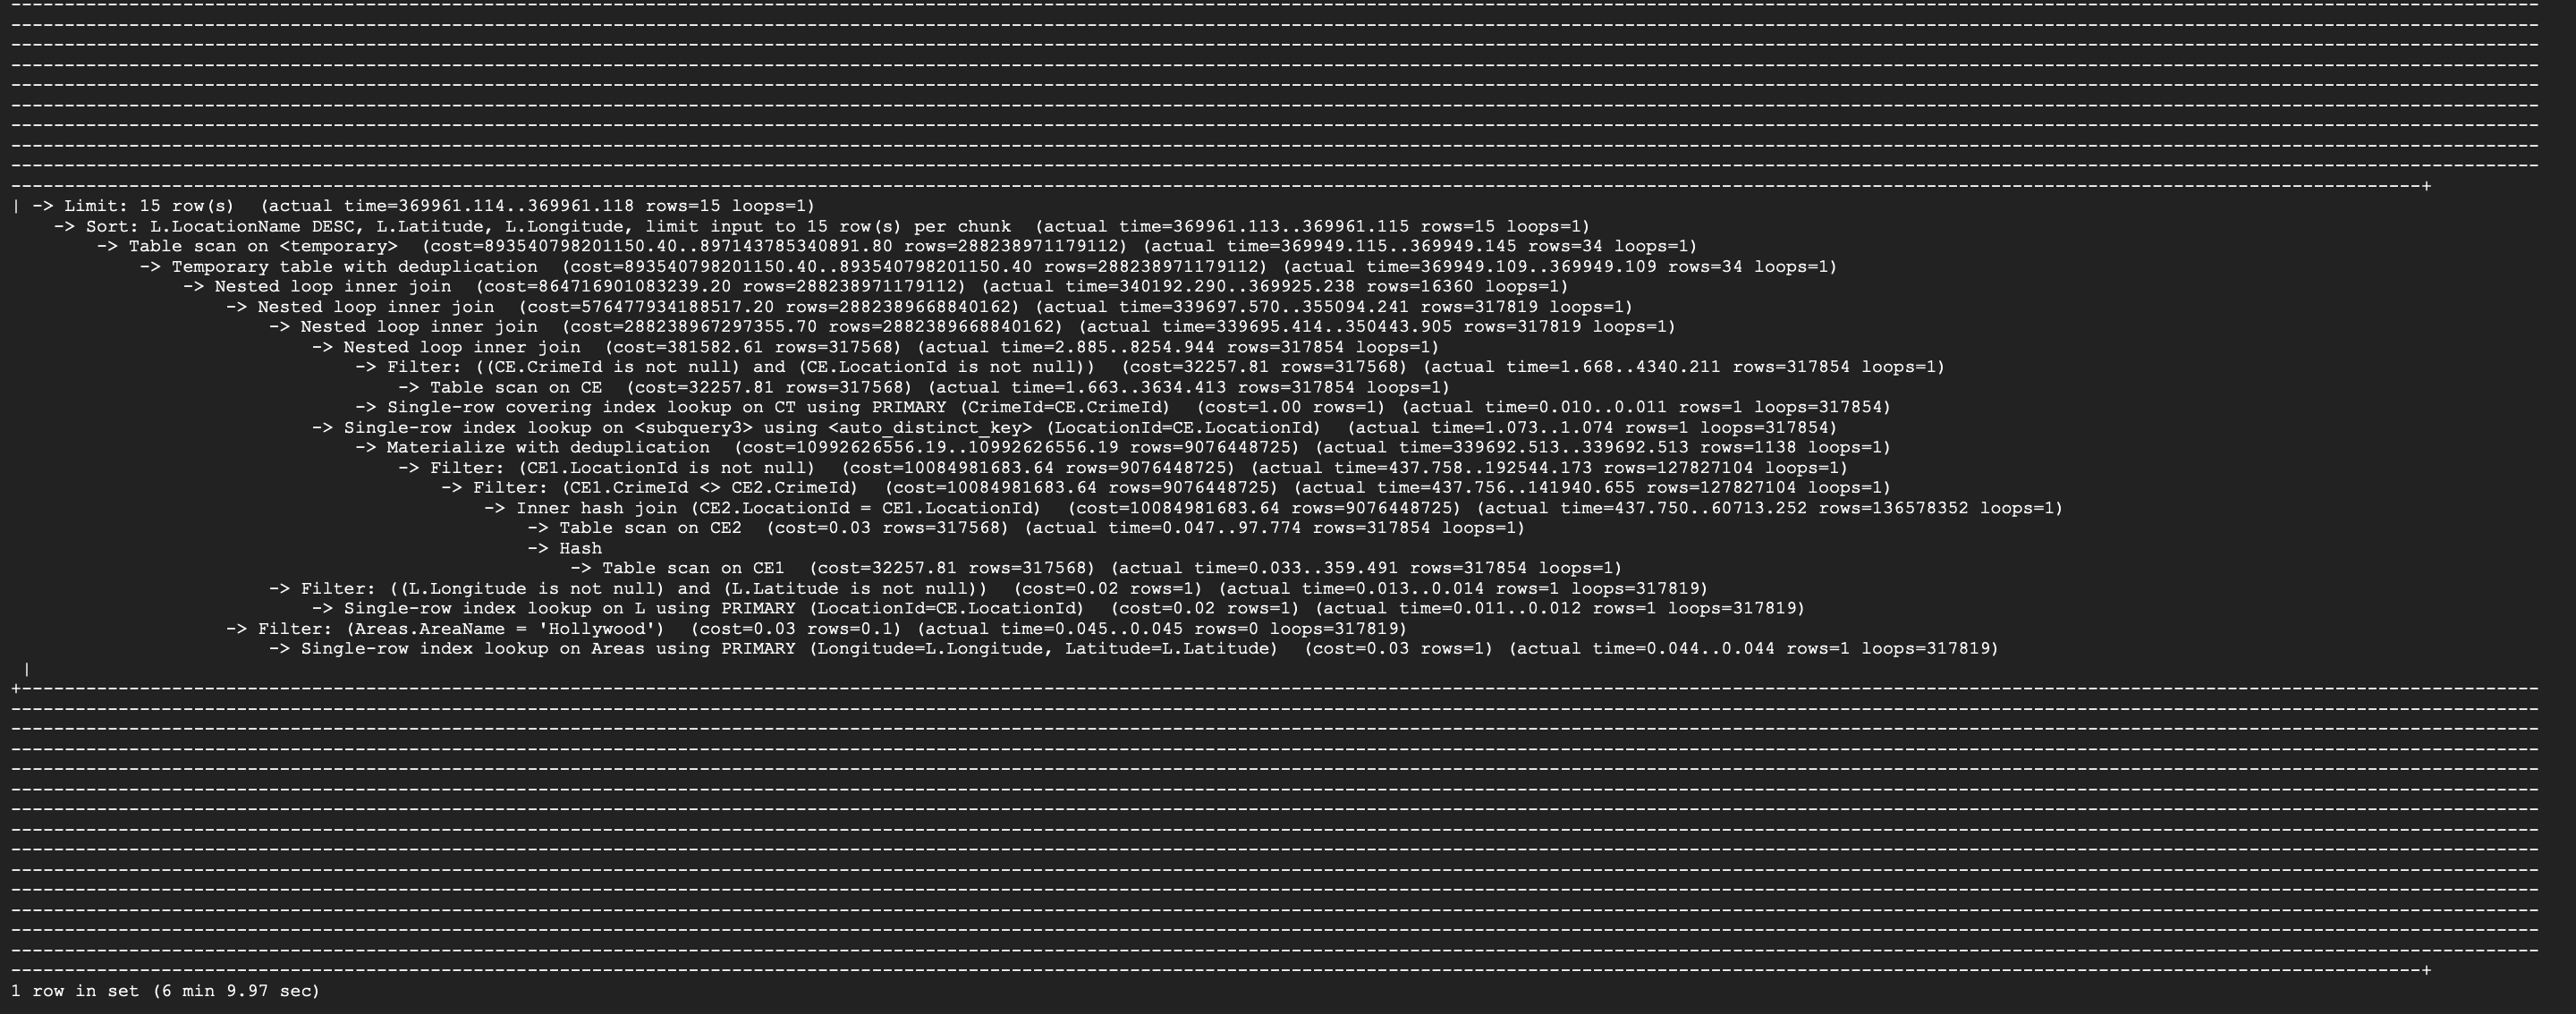 | -> Limit: 15 row(s)  (actual time=369961.114..369961.118 rows=15 loops=1)
    -> Sort: L.LocationName DESC, L.Latitude, L.Longitude, limit input to 15 row(s) per chunk  (actual time=369961.113..369961.115 rows=15 loops=1)
        -> Table scan on <temporary>  (cost=893540798201150.40..897143785340891.80 rows=288238971179112) (actual time=369949.115..369949.145 rows=34 loops=1)
            -> Temporary table with deduplication  (cost=893540798201150.40..893540798201150.40 rows=288238971179112) (actual time=369949.109..369949.109 rows=34 loops=1)
                -> Nested loop inner join  (cost=864716901083239.20 rows=288238971179112) (actual time=340192.290..369925.238 rows=16360 loops=1)
                    -> Nested loop inner join  (cost=576477934188517.20 rows=2882389668840162) (actual time=339697.570..355094.241 rows=317819 loops=1)
                        -> Nested loop inner join  (cost=288238967297355.70 rows=2882389668840162) (actual time=339695.414..350443.905 rows=317819 loops=1)
                            -> Nested loop inner join  (cost=381582.61 rows=317568) (actual time=2.885..8254.944 rows=317854 loops=1)
                                -> Filter: ((CE.CrimeId is not null) and (CE.LocationId is not null))  (cost=32257.81 rows=317568) (actual time=1.668..4340.211 rows=317854 loops=1)
                                    -> Table scan on CE  (cost=32257.81 rows=317568) (actual time=1.663..3634.413 rows=317854 loops=1)
                                -> Single-row covering index lookup on CT using PRIMARY (CrimeId=CE.CrimeId)  (cost=1.00 rows=1) (actual time=0.010..0.011 rows=1 loops=317854)
                            -> Single-row index lookup on <subquery3> using <auto_distinct_key> (LocationId=CE.LocationId)  (actual time=1.073..1.074 rows=1 loops=317854)
                                -> Materialize with deduplication  (cost=10992626556.19..10992626556.19 rows=9076448725) (actual time=339692.513..339692.513 rows=1138 loops=1)
                                    -> Filter: (CE1.LocationId is not null)  (cost=10084981683.64 rows=9076448725) (actual time=437.758..192544.173 rows=127827104 loops=1)
                                        -> Filter: (CE1.CrimeId <> CE2.CrimeId)  (cost=10084981683.64 rows=9076448725) (actual time=437.756..141940.655 rows=127827104 loops=1)
                                            -> Inner hash join (CE2.LocationId = CE1.LocationId)  (cost=10084981683.64 rows=9076448725) (actual time=437.750..60713.252 rows=136578352 loops=1)
                                                -> Table scan on CE2  (cost=0.03 rows=317568) (actual time=0.047..97.774 rows=317854 loops=1)
                                                -> Hash
                                                    -> Table scan on CE1  (cost=32257.81 rows=317568) (actual time=0.033..359.491 rows=317854 loops=1)
                        -> Filter: ((L.Longitude is not null) and (L.Latitude is not null))  (cost=0.02 rows=1) (actual time=0.013..0.014 rows=1 loops=317819)
                            -> Single-row index lookup on L using PRIMARY (LocationId=CE.LocationId)  (cost=0.02 rows=1) (actual time=0.011..0.012 rows=1 loops=317819)
                    -> Filter: (Areas.AreaName = 'Hollywood')  (cost=0.03 rows=0.1) (actual time=0.045..0.045 rows=0 loops=317819)
                        -> Single-row index lookup on Areas using PRIMARY (Longitude=L.Longitude, Latitude=L.Latitude)  (cost=0.03 rows=1) (actual time=0.044..0.044 rows=1 loops=317819)
 |
1 row in set (6 min 9.97 sec)